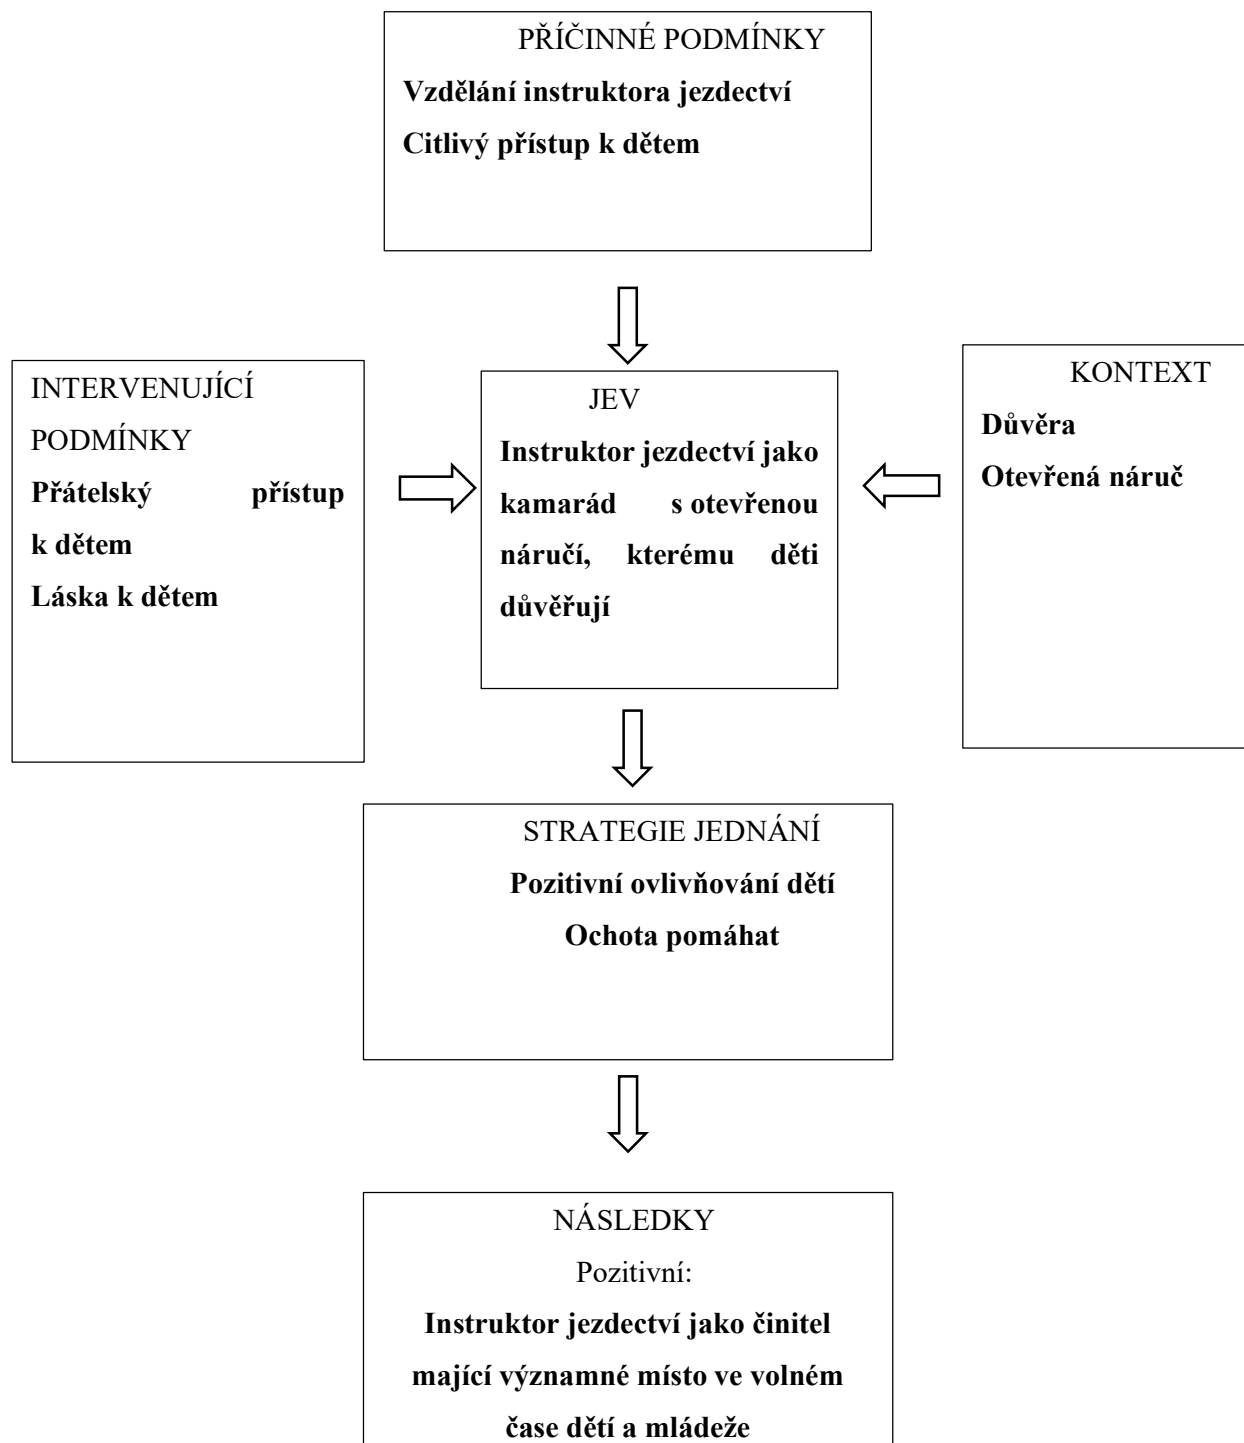 PŘÍČINNÉ PODMÍNKY
Vzdělání instruktora jezdectví
Citlivý přístup k dětem
INTERVENUJÍCÍ
PODMÍNKY
Přátelský přístup
k dětem
Láska k dětem
JEV
Instruktor jezdectví jako
kamarád s otevřenou
náručí, kterému děti
důvěřují
KONTEXT
Důvěra
Otevřená náruč
STRATEGIE JEDNÁNÍ
Pozitivní ovlivňování dětí
Ochota pomáhat
NÁSLEDKY
Pozitivní:
Instruktor jezdectví jako činitel
mající významné místo ve volném
čase dětí a mládeže